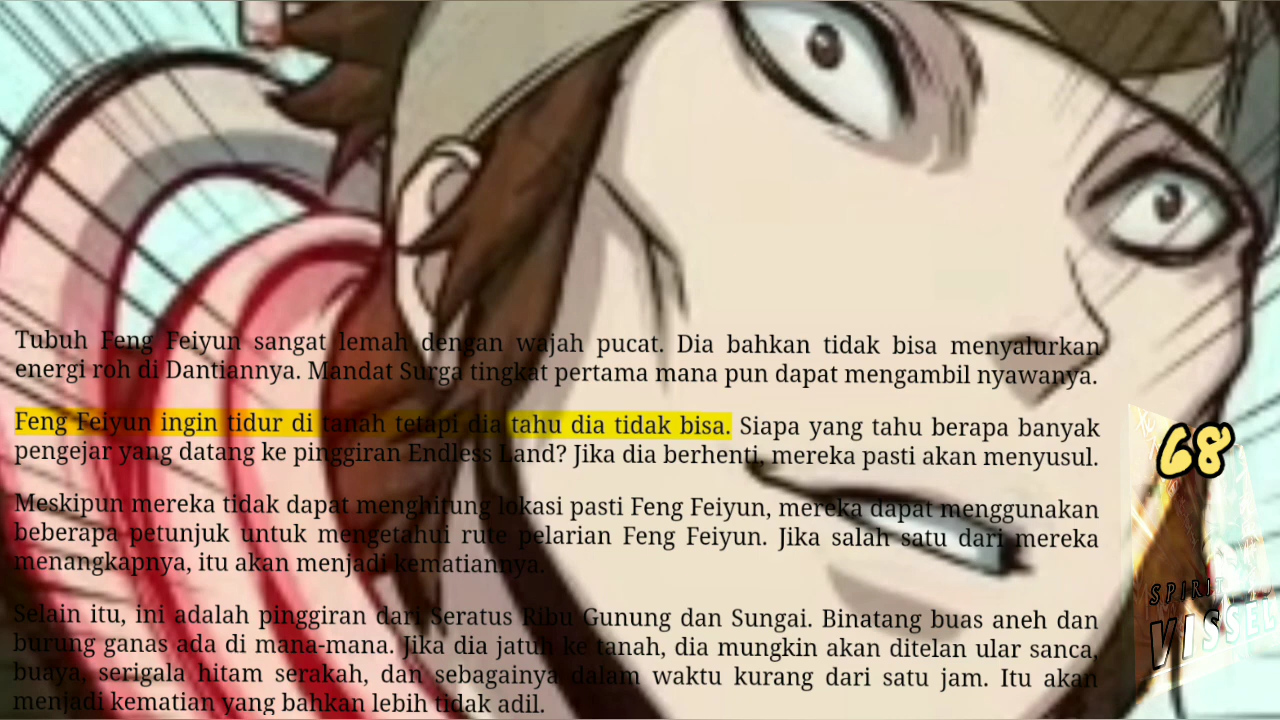 Tubuh Feng Feiyun sangat lemah dengan wajah pucat. Dia bahkan tidak bisa menyalurkan
energi roh di Dantiannya. Mandat Surga tingkat pertama mana pun dapat mengambil nyawanya.
Feng Feiyun ingin tidur di tanah tetapi dia tahu dia tidak bisa. Siapa yang tahu berapa banyak
pengejar yang datang ke pinggiran Endless Land? Jika dia berhenti, mereka pasti akan menyusul.
Meskipun mereka tidak dapat menghitung lokasi pasti Feng Feiyun, mereka dapat menggunakan
beberapa petunjuk untuk mengetahui rute pelarian Feng Feiyun. Jika salah satu dari mereka
menangkapnya, itu akan menjadi kematiannya.
Selain itu, ini adalah pinggiran dari Seratus Ribu Gunung dan Sungai. Binatang buas aneh dan
burung ganas ada di mana-mana. Jika dia jatuh ke tanah, dia mungkin akan ditelan ular sanca,
buaya, serigala hitam serakah, dan sebagainya dalam waktu kurang dari satu jam. Itu akan
menjadi kematian yang bahkan lebih tidak adil.
68
SPIRIT
VISSEL